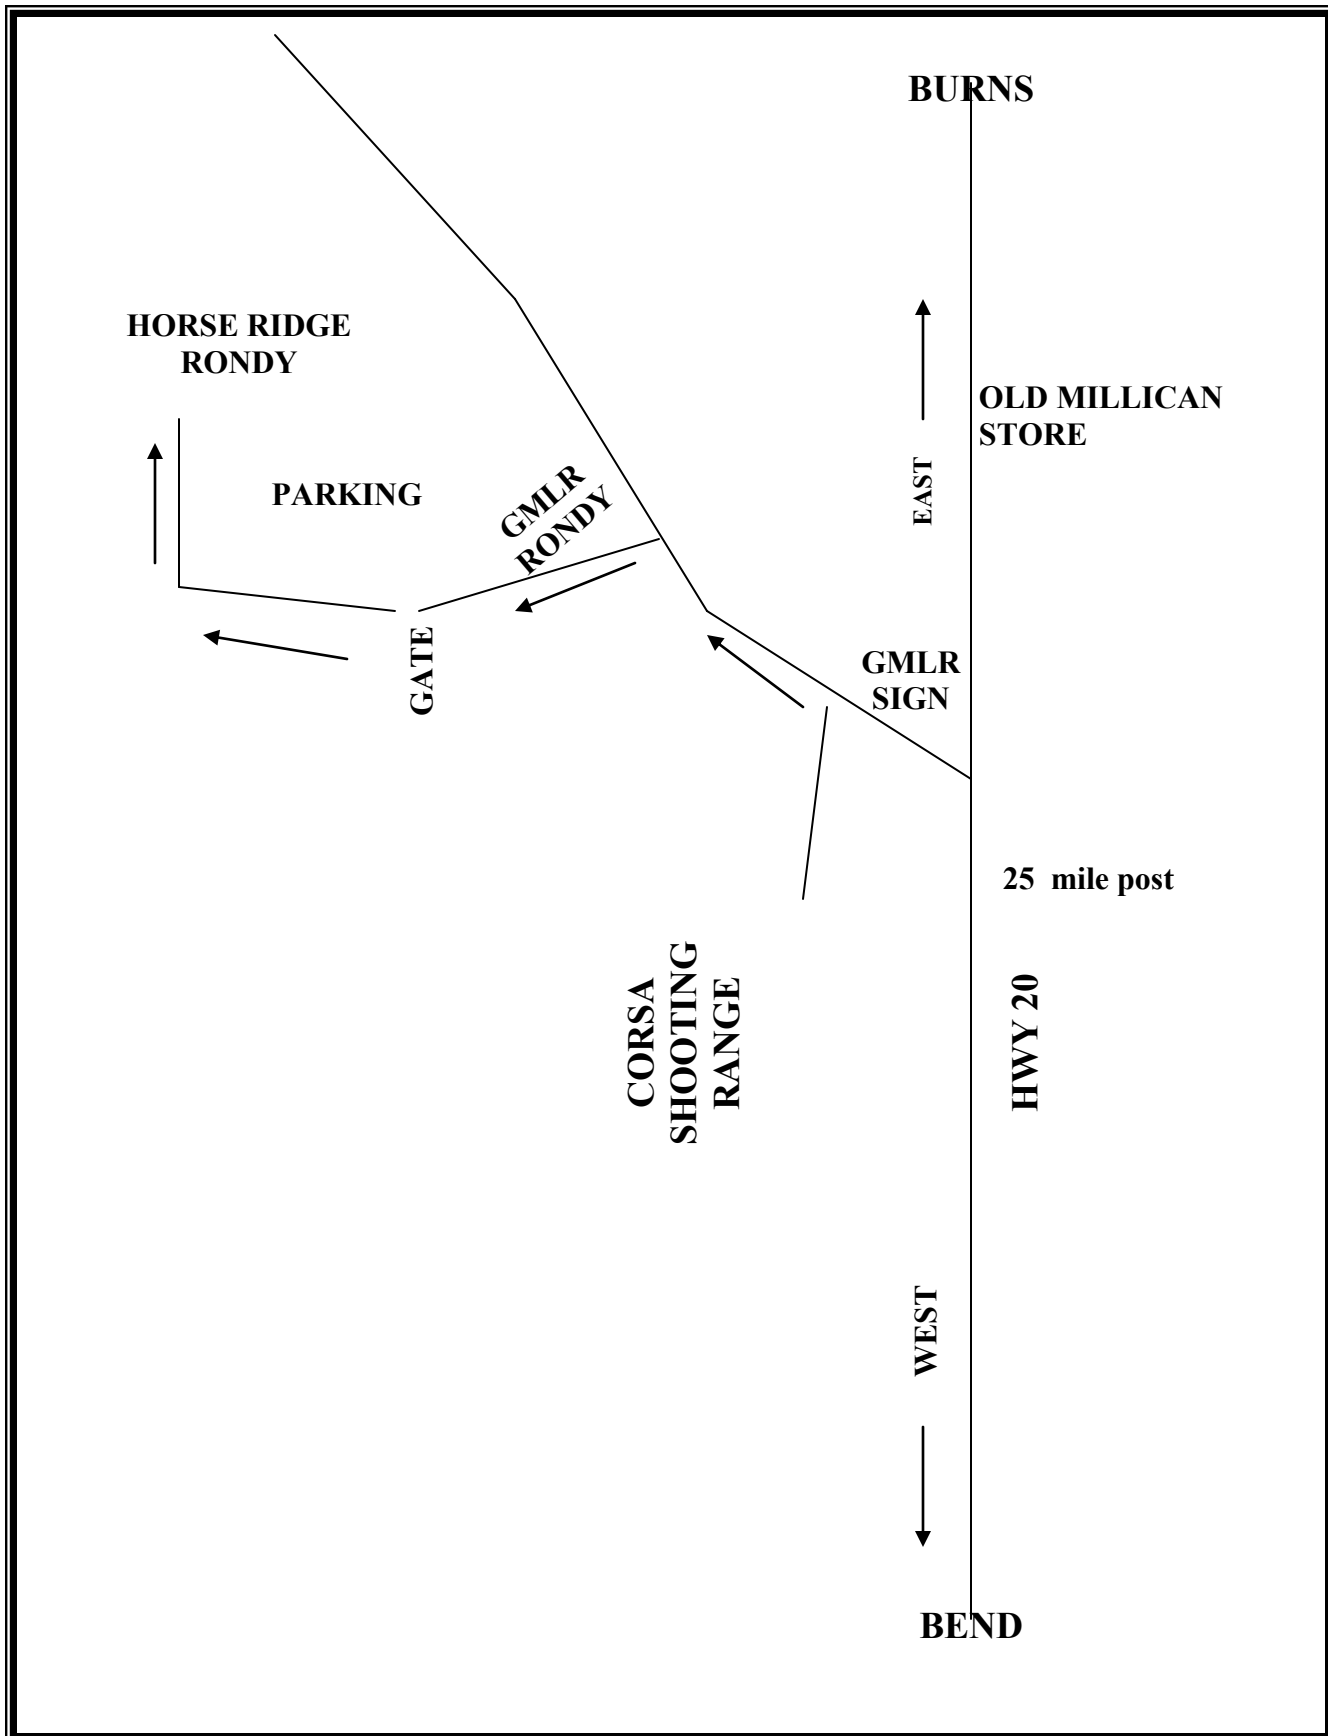 BURNS
HORSE RIDGE
RONDY
OLD MILLICAN
STORE
EAST
PARKING
GMLR
RONDY
GATE
GMLR
SIGN
25 mile post
CORSA
SHOOTING
RANGE
HWY 20
WEST
BEND